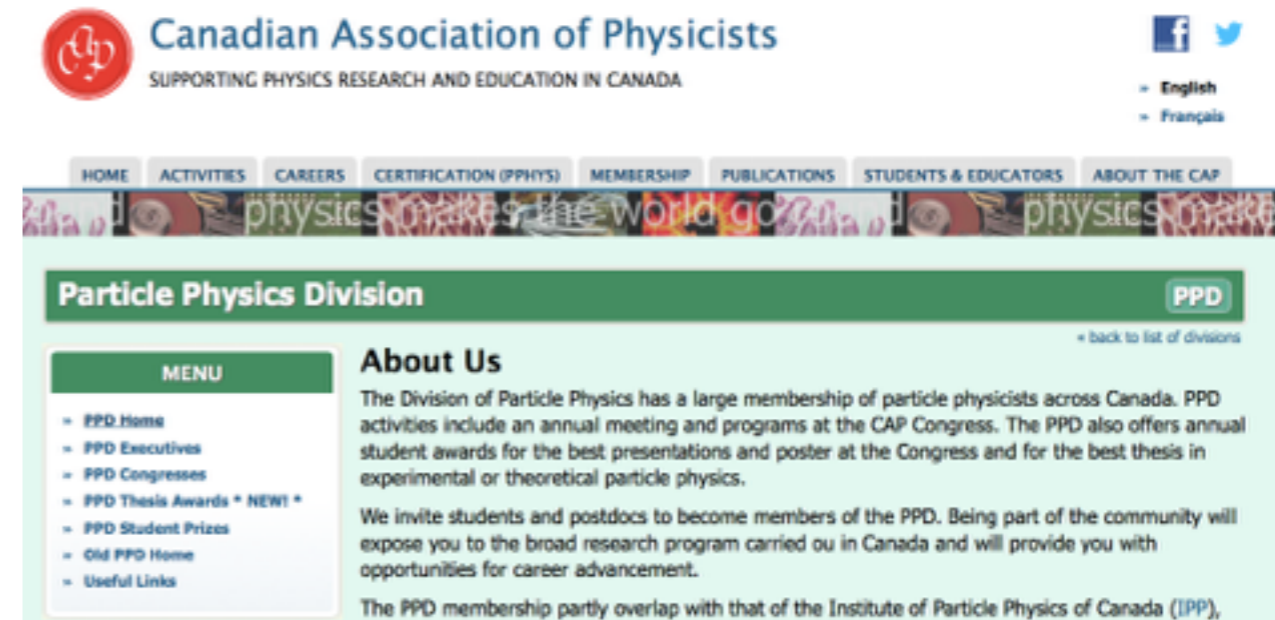 cap
Canadian Association of Physicists
SUPPORTING PHYSICS RESEARCH AND EDUCATION IN CANADA
f
» English
» Français
HOME ACTIVITIES CAREERS CERTIFICATION (PPHYS) MEMBERSHIP PUBLICATIONS STUDENTS & EDUCATORS ABOUT THE CAP
physics makes the world go round physics make
Particle Physics Division PPD
« back to list of divisions
MENU
» PPD Home
» PPD Executives
» PPD Congresses
» PPD Thesis Awards * NEW! *
» PPD Student Prizes
» Old PPD Home
» Useful Links
About Us
The Division of Particle Physics has a large membership of particle physicists across Canada. PPD
activities include an annual meeting and programs at the CAP Congress. The PPD also offers annual
student awards for the best presentations and poster at the Congress and for the best thesis in
experimental or theoretical particle physics.
We invite students and postdocs to become members of the PPD. Being part of the community will
expose you to the broad research program carried ou in Canada and will provide you with
opportunities for career advancement.
The PPD membership partly overlap with that of the Institute of Particle Physics of Canada (IPP),